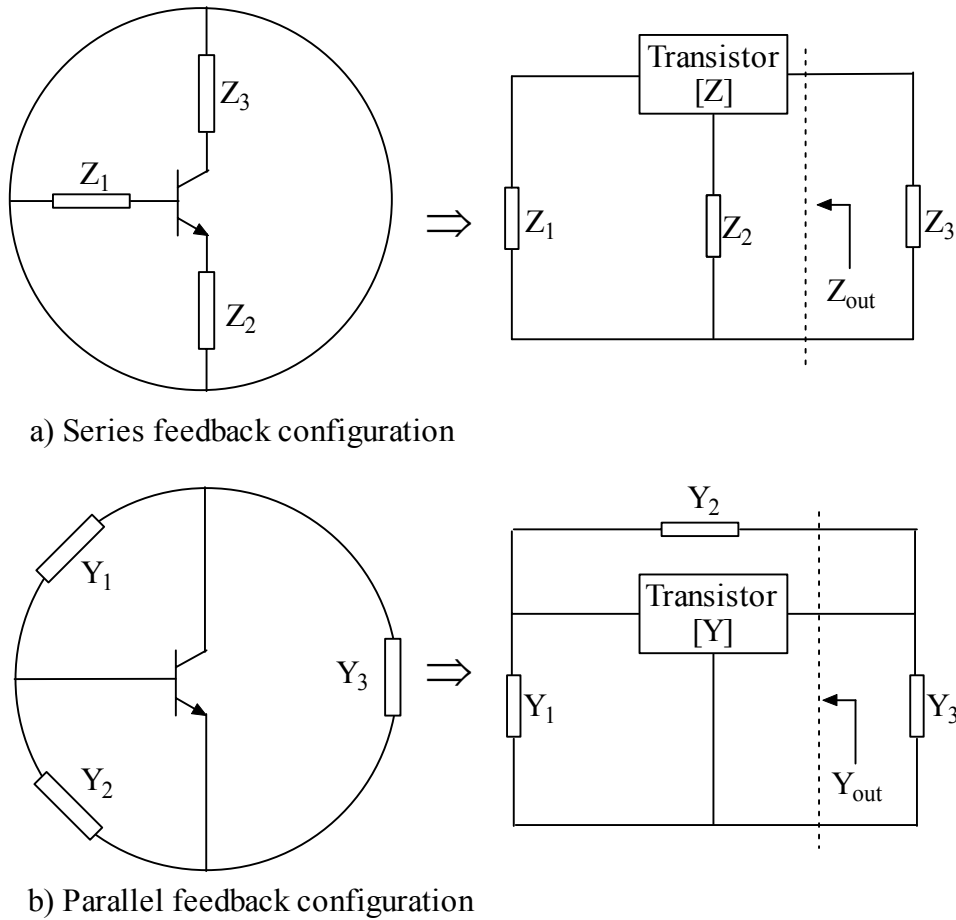 Z3
Z1
Z2
⇒
Transistor
[Z]
Z1
Z2
Z3
Zout
a) Series feedback configuration
Y1
Y2
Y3
⇒
Y2
Transistor
[Y]
Y1
Y3
Yout
b) Parallel feedback configuration